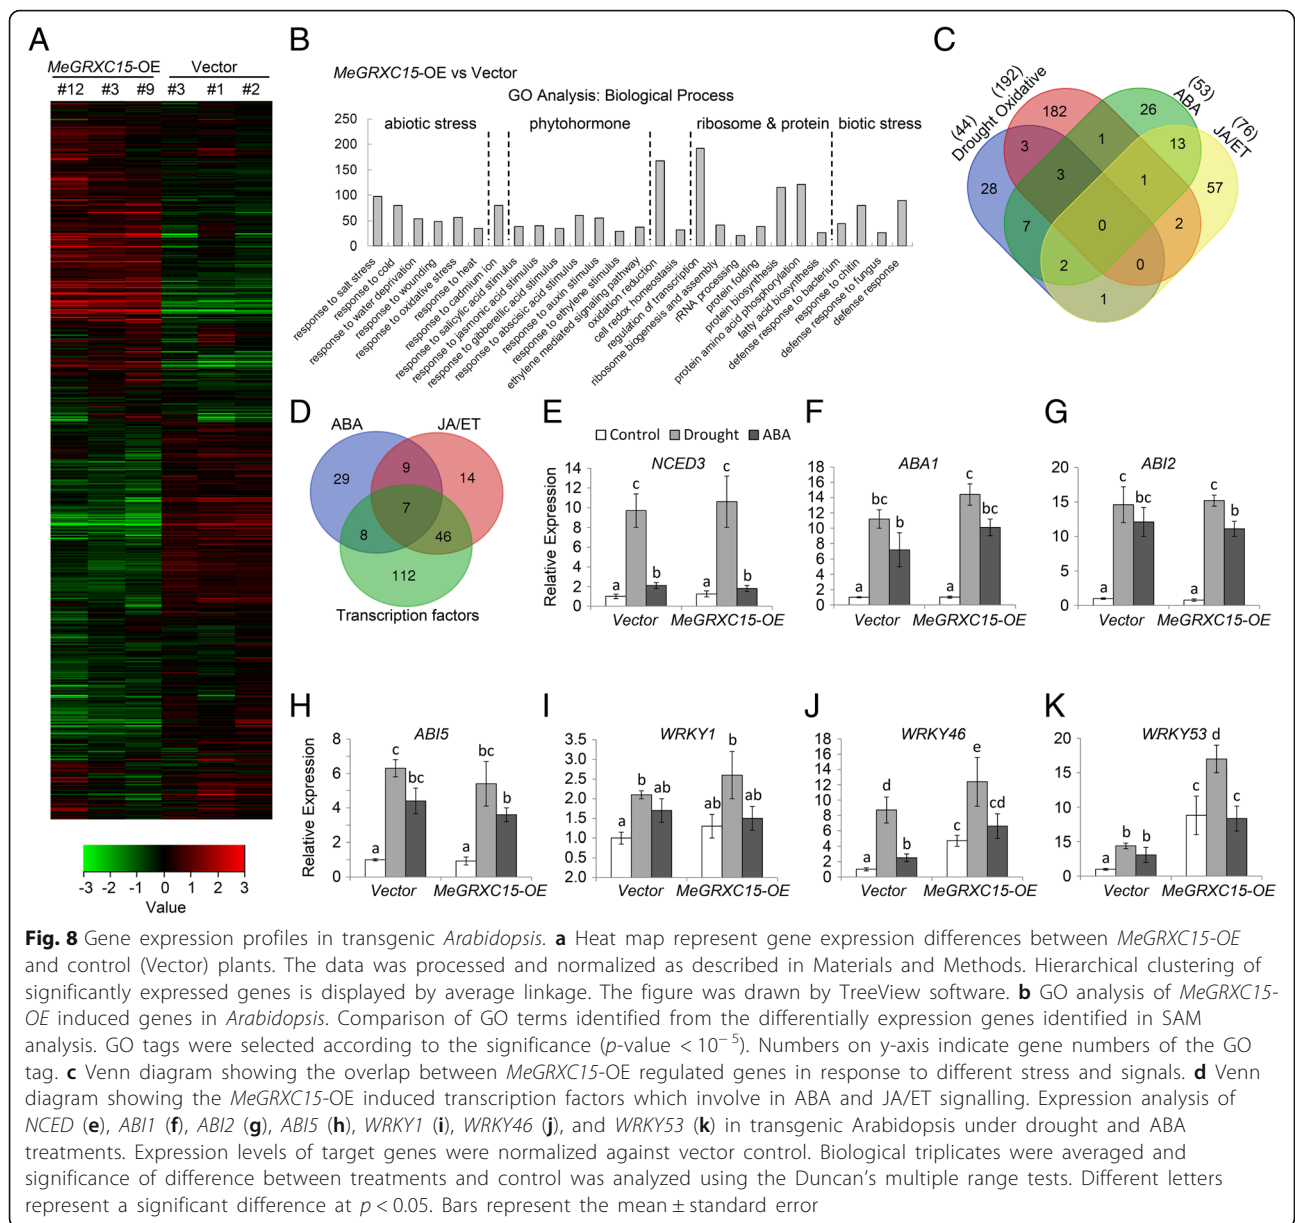 A
MeGRXC15-OE Vector
#12 #3 #9 #3 #1 #2
-3 -2 -1 0 1 2 3
Value
B
MeGRXC15-OE vs Vector
GO Analysis: Biological Process
abiotic stress phytohormone ribosome & protein biotic stress
250
200
150
100
50
0
response to salt stress
response to cold
response to water deprivation
response to wounding
response to oxidative stress
response to heat
response to cadmium ion
response to salicylic acid stimulus
response to jasmonic acid stimulus
response to gibberellic acid stimulus
response to abscisic acid stimulus
response to auxin stimulus
response to ethylene stimulus
ethylene mediated signaling pathway
oxidation reduction
cell redox homeostasis
regulation of transcription
ribosome biogenesis and assembly
rRNA processing
protein folding
protein biosynthesis
protein amino acid phosphorylation
fatty acid biosynthesis
defense response to bacterium
response to chitin
defense response to fungus
defense response
C
(44) Drought
(192) Oxidative
(53) ABA
(76) JA/ET
182 26
3 1 13
28 3 1 57
7 0 2
2 0
1
D
ABA JA/ET
29 9 14
7
8 46
112
Transcription factors
E
Control Drought ABA
NCED3
Relative Expression
14
12
10
8
6
4
2
0
a c b a c b
Vector MeGRXC15-OE
F
ABA1
18
16
14
12
10
8
6
4
2
0
a bc b a c bc
Vector MeGRXC15-OE
G
ABI2
20
15
10
5
0
a c bc a c b
Vector MeGRXC15-OE
H
ABI5
Relative Expression
8
6
4
2
0
a c bc a bc b
Vector MeGRXC15-OE
I
WRKY1
3.5
3.0
2.5
2.0
1.5
1.0
0.5
2.0
a b ab ab b ab
Vector MeGRXC15-OE
J
WRKY46
18
16
14
12
10
8
6
4
2
0
a d b c e cd
Vector MeGRXC15-OE
K
WRKY53
20
15
10
15
0
a b b c d c
Vector MeGRXC15-OE
Fig. 8 Gene expression profiles in transgenic Arabidopsis. a Heat map represent gene expression differences between MeGRXC15-OE
and control (Vector) plants. The data was processed and normalized as described in Materials and Methods. Hierarchical clustering of
significantly expressed genes is displayed by average linkage. The figure was drawn by TreeView software. b GO analysis of MeGRXC15-
OE induced genes in Arabidopsis. Comparison of GO terms identified from the differentially expression genes identified in SAM
analysis. GO tags were selected according to the significance (p-value < 10⁻⁵). Numbers on y-axis indicate gene numbers of the GO
tag. c Venn diagram showing the overlap between MeGRXC15-OE regulated genes in response to different stress and signals. d Venn
diagram showing the MeGRXC15-OE induced transcription factors which involve in ABA and JA/ET signalling. Expression analysis of
NCED (e), ABI1 (f), ABI2 (g), ABI5 (h), WRKY1 (i), WRKY46 (j), and WRKY53 (k) in transgenic Arabidopsis under drought and ABA
treatments. Expression levels of target genes were normalized against vector control. Biological triplicates were averaged and
significance of difference between treatments and control was analyzed using the Duncan's multiple range tests. Different letters
represent a significant difference at p < 0.05. Bars represent the mean ± standard error